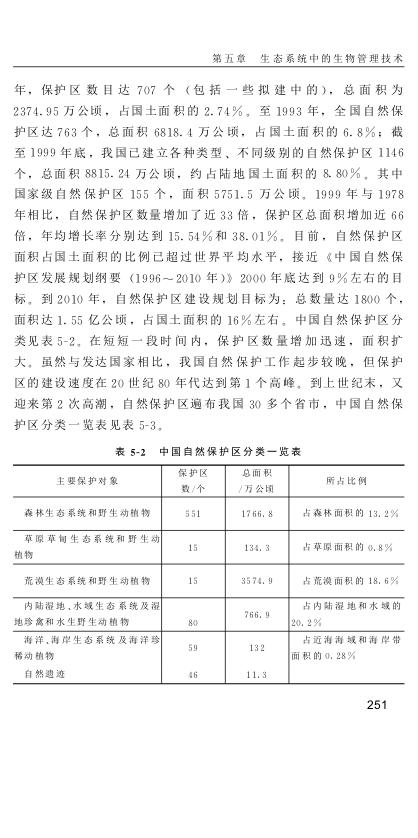 第五章　生态系统中的生物管理技术
年，保护区数目达 707 个（包括一些拟建中的），总面积为
2374.95 万公顷，占国土面积的 2.74%。至 1993 年，全国自然保
护区达 763 个，总面积 6818.4 万公顷，占国土面积的 6.8%；截
至 1999 年底，我国已建立各种类型、不同级别的自然保护区 1146
个，总面积 8815.24 万公顷，约占陆地国土面积的 8.80%。其中
国家级自然保护区 155 个，面积 5751.5 万公顷。1999 年与 1978
年相比，自然保护区数量增加了近 33 倍，保护区总面积增加近 66
倍，年均增长率分别达到 15.54%和 38.01%。目前，自然保护区
面积占国土面积的比例已超过世界平均水平，接近《中国自然保
护区发展规划纲要（1996～2010 年）》2000 年底达到 9%左右的目
标。到 2010 年，自然保护区建设规划目标为：总数量达 1800 个，
面积达 1.55 亿公顷，占国土面积的 16%左右。中国自然保护区分
类见表 5-2。在短短一段时间内，保护区数量增加迅速，面积扩
大。虽然与发达国家相比，我国自然保护工作起步较晚，但保护
区的建设速度在 20 世纪 80 年代达到第 1 个高峰。到上世纪末，又
迎来第 2 次高潮，自然保护区遍布我国 30 多个省市，中国自然保
护区分类一览表见表 5-3。
表 5-2　中国自然保护区分类一览表
主要保护对象　保护区　总面积　所占比例
数/个　/万公顷
森林生态系统和野生动植物　551　1766.8　占森林面积的 13.2%
草原草甸生态系统和野生动
植物　15　134.3　占草原面积的 0.8%
荒漠生态系统和野生动植物　15　3574.9　占荒漠面积的 18.6%
内陆湿地、水域生态系统及湿　766.9　占内陆湿地和水域的
地珍禽和水生野生动植物　80　20.2%
海洋、海岸生态系统及海洋珍　59　132　占近海海域和海岸带
稀动植物　面积的 0.28%
自然遗迹　46　11.3
251